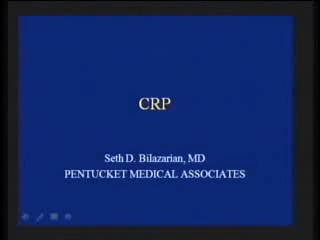 CRP
Seth D. Bilazarian, MD
PENTUCKET MEDICAL ASSOCIATES